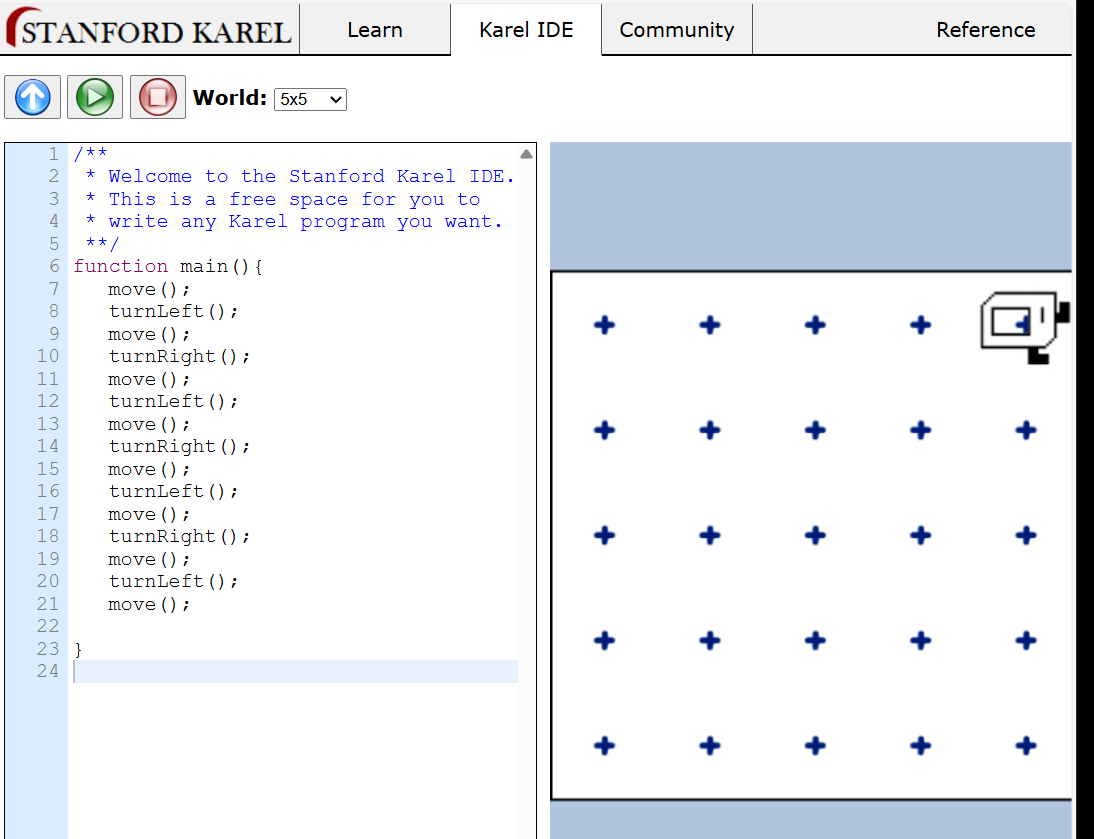 STANFORD KAREL Learn Karel IDE Community Reference
World: 5x5
1 /**
2 * Welcome to the Stanford Karel IDE.
3 * This is a free space for you to
4 * write any Karel program you want.
5 **/
6 function main(){
7 move();
8 turnLeft();
9 move();
10 turnRight();
11 move();
12 turnLeft();
13 move();
14 turnRight();
15 move();
16 turnLeft();
17 move();
18 turnRight();
19 move();
20 turnLeft();
21 move();
22
23 }
24